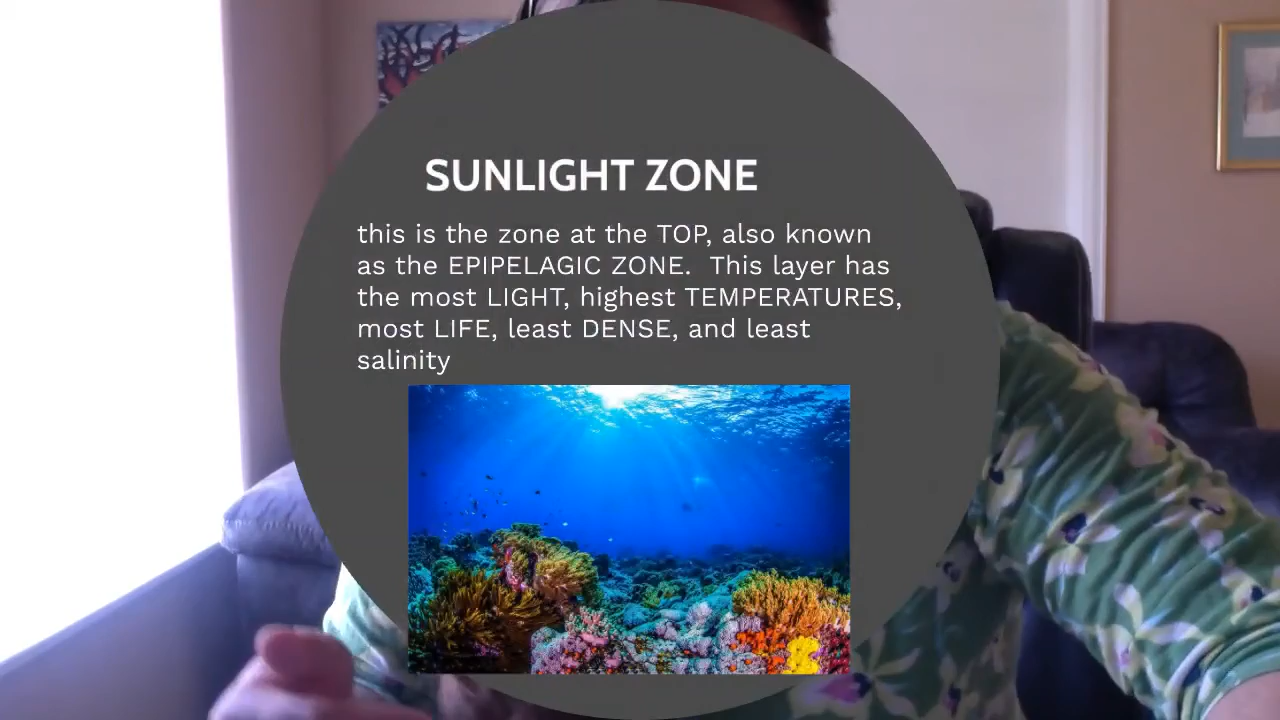 SUNLIGHT ZONE
this is the zone at the TOP, also known
as the EPIPELAGIC ZONE.  This layer has
the most LIGHT, highest TEMPERATURES,
most LIFE, least DENSE, and least
salinity